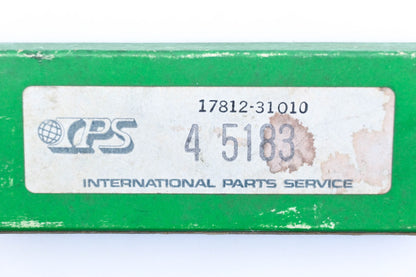 17812-31010
IPS
4 5183
INTERNATIONAL PARTS SERVICE